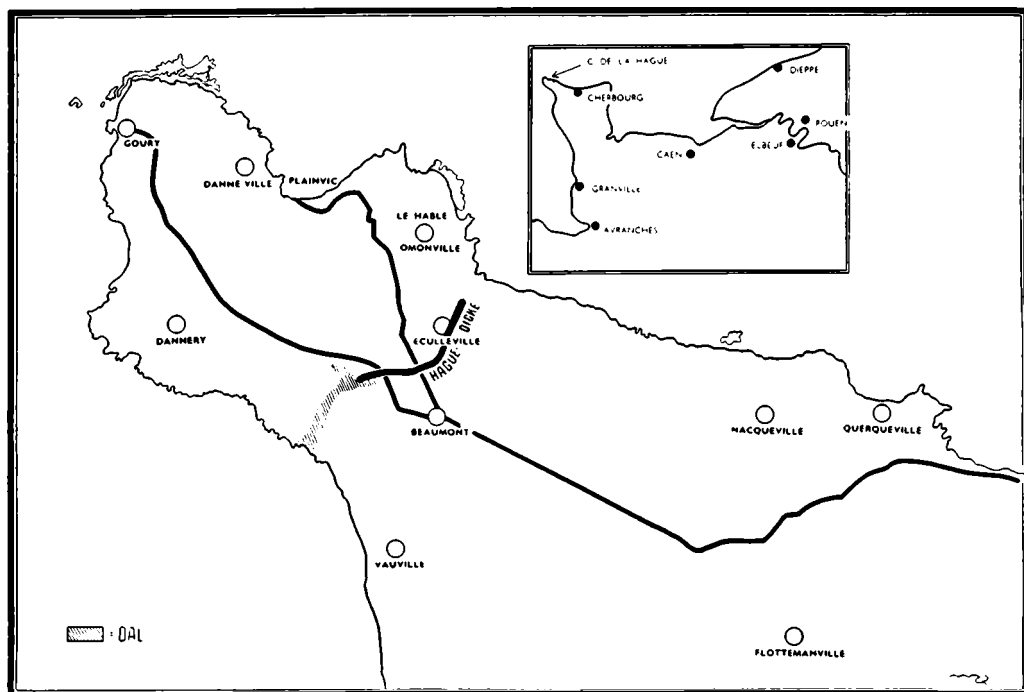 C. DE LA HAGUE
DIEPPE
CHERBOURG
ROUEN
ELBEUF
CAEN
GRANVILLE
AVRANCHES
GOURY
DANNEVILLE
PLAINVIC
LE HABLE
OMONVILLE
DANNERY
ECULLEVILLE
HAGUE-DIGKE
BEAUMONT
NACQUEVILLE
QUERQUEVILLE
VAUVILLE
= DAL
FLOTTEMANVILLE